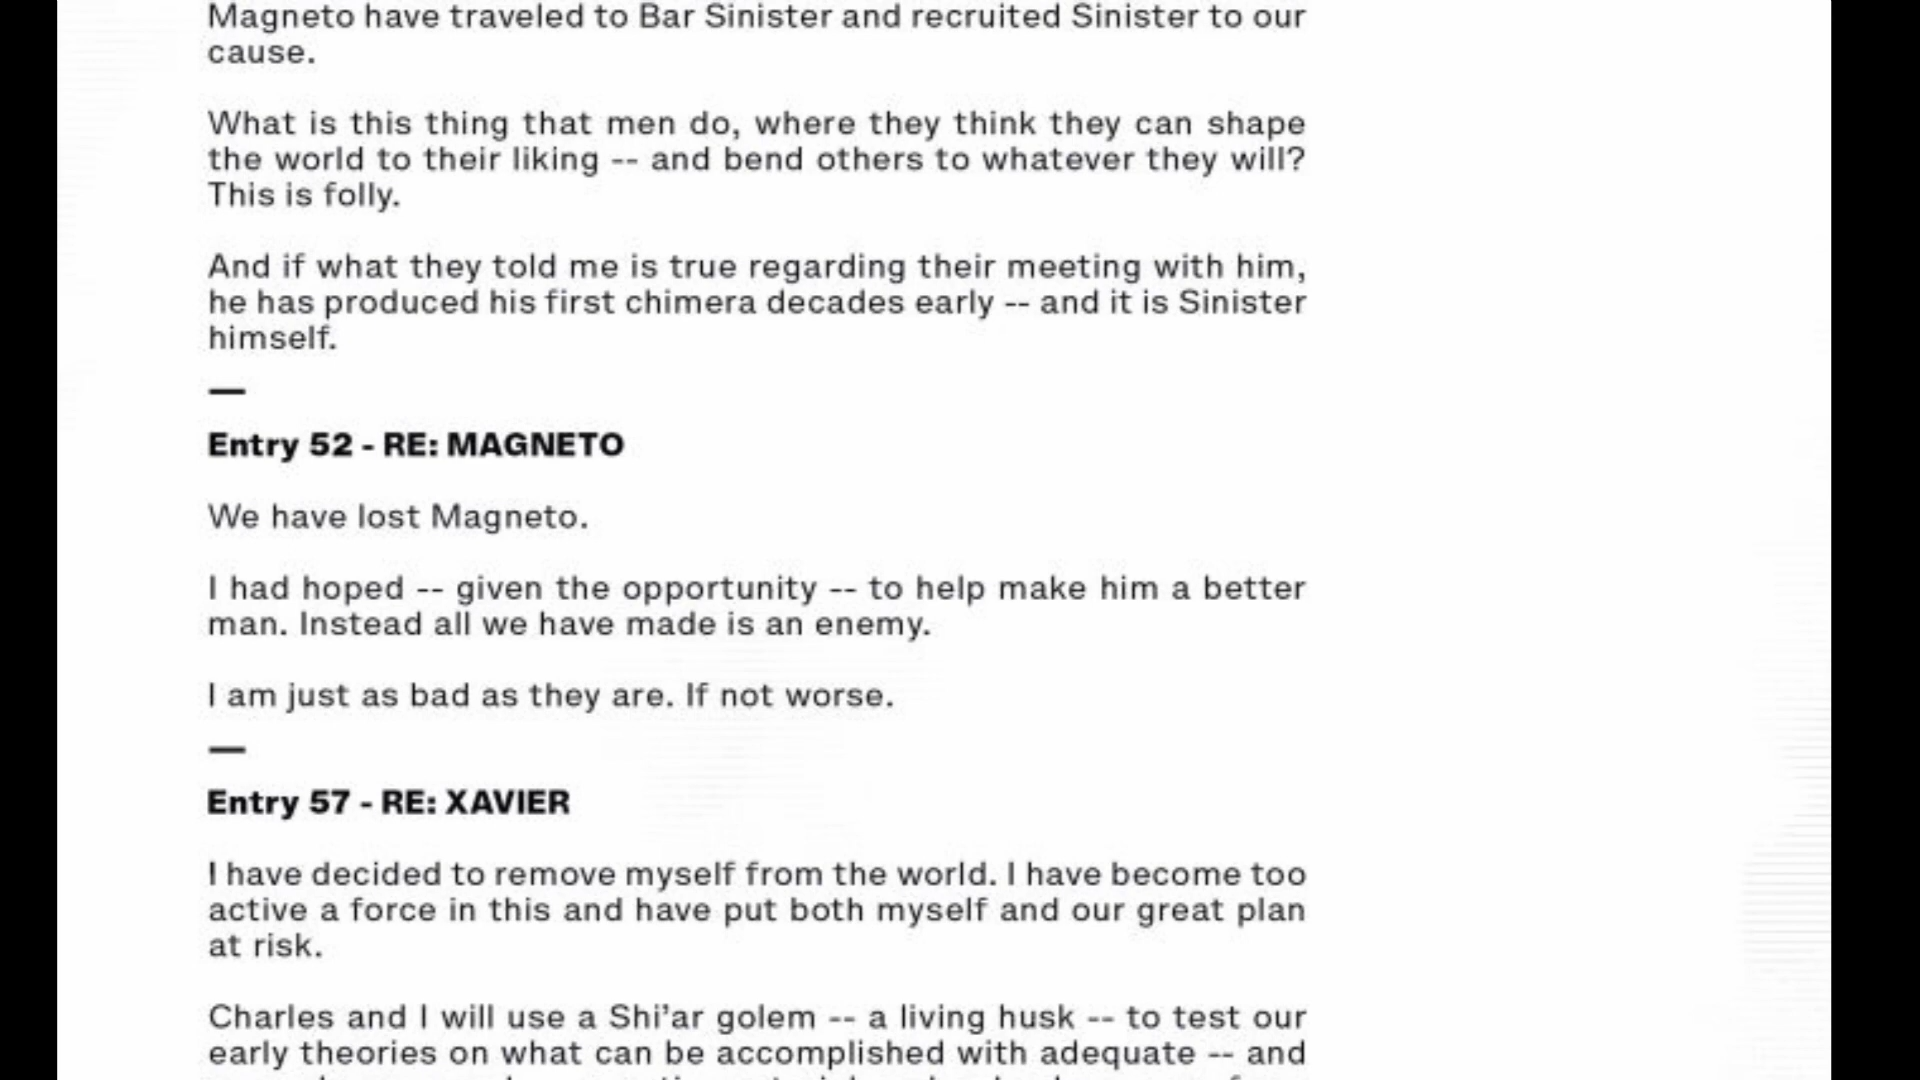 Magneto have traveled to Bar Sinister and recruited Sinister to our
cause.
What is this thing that men do, where they think they can shape
the world to their liking -- and bend others to whatever they will?
This is folly.
And if what they told me is true regarding their meeting with him,
he has produced his first chimera decades early -- and it is Sinister
himself.
—
Entry 52 - RE: MAGNETO
We have lost Magneto.
I had hoped -- given the opportunity -- to help make him a better
man. Instead all we have made is an enemy.
I am just as bad as they are. If not worse.
—
Entry 57 - RE: XAVIER
I have decided to remove myself from the world. I have become too
active a force in this and have put both myself and our great plan
at risk.
Charles and I will use a Shi'ar golem -- a living husk -- to test our
early theories on what can be accomplished with adequate -- and